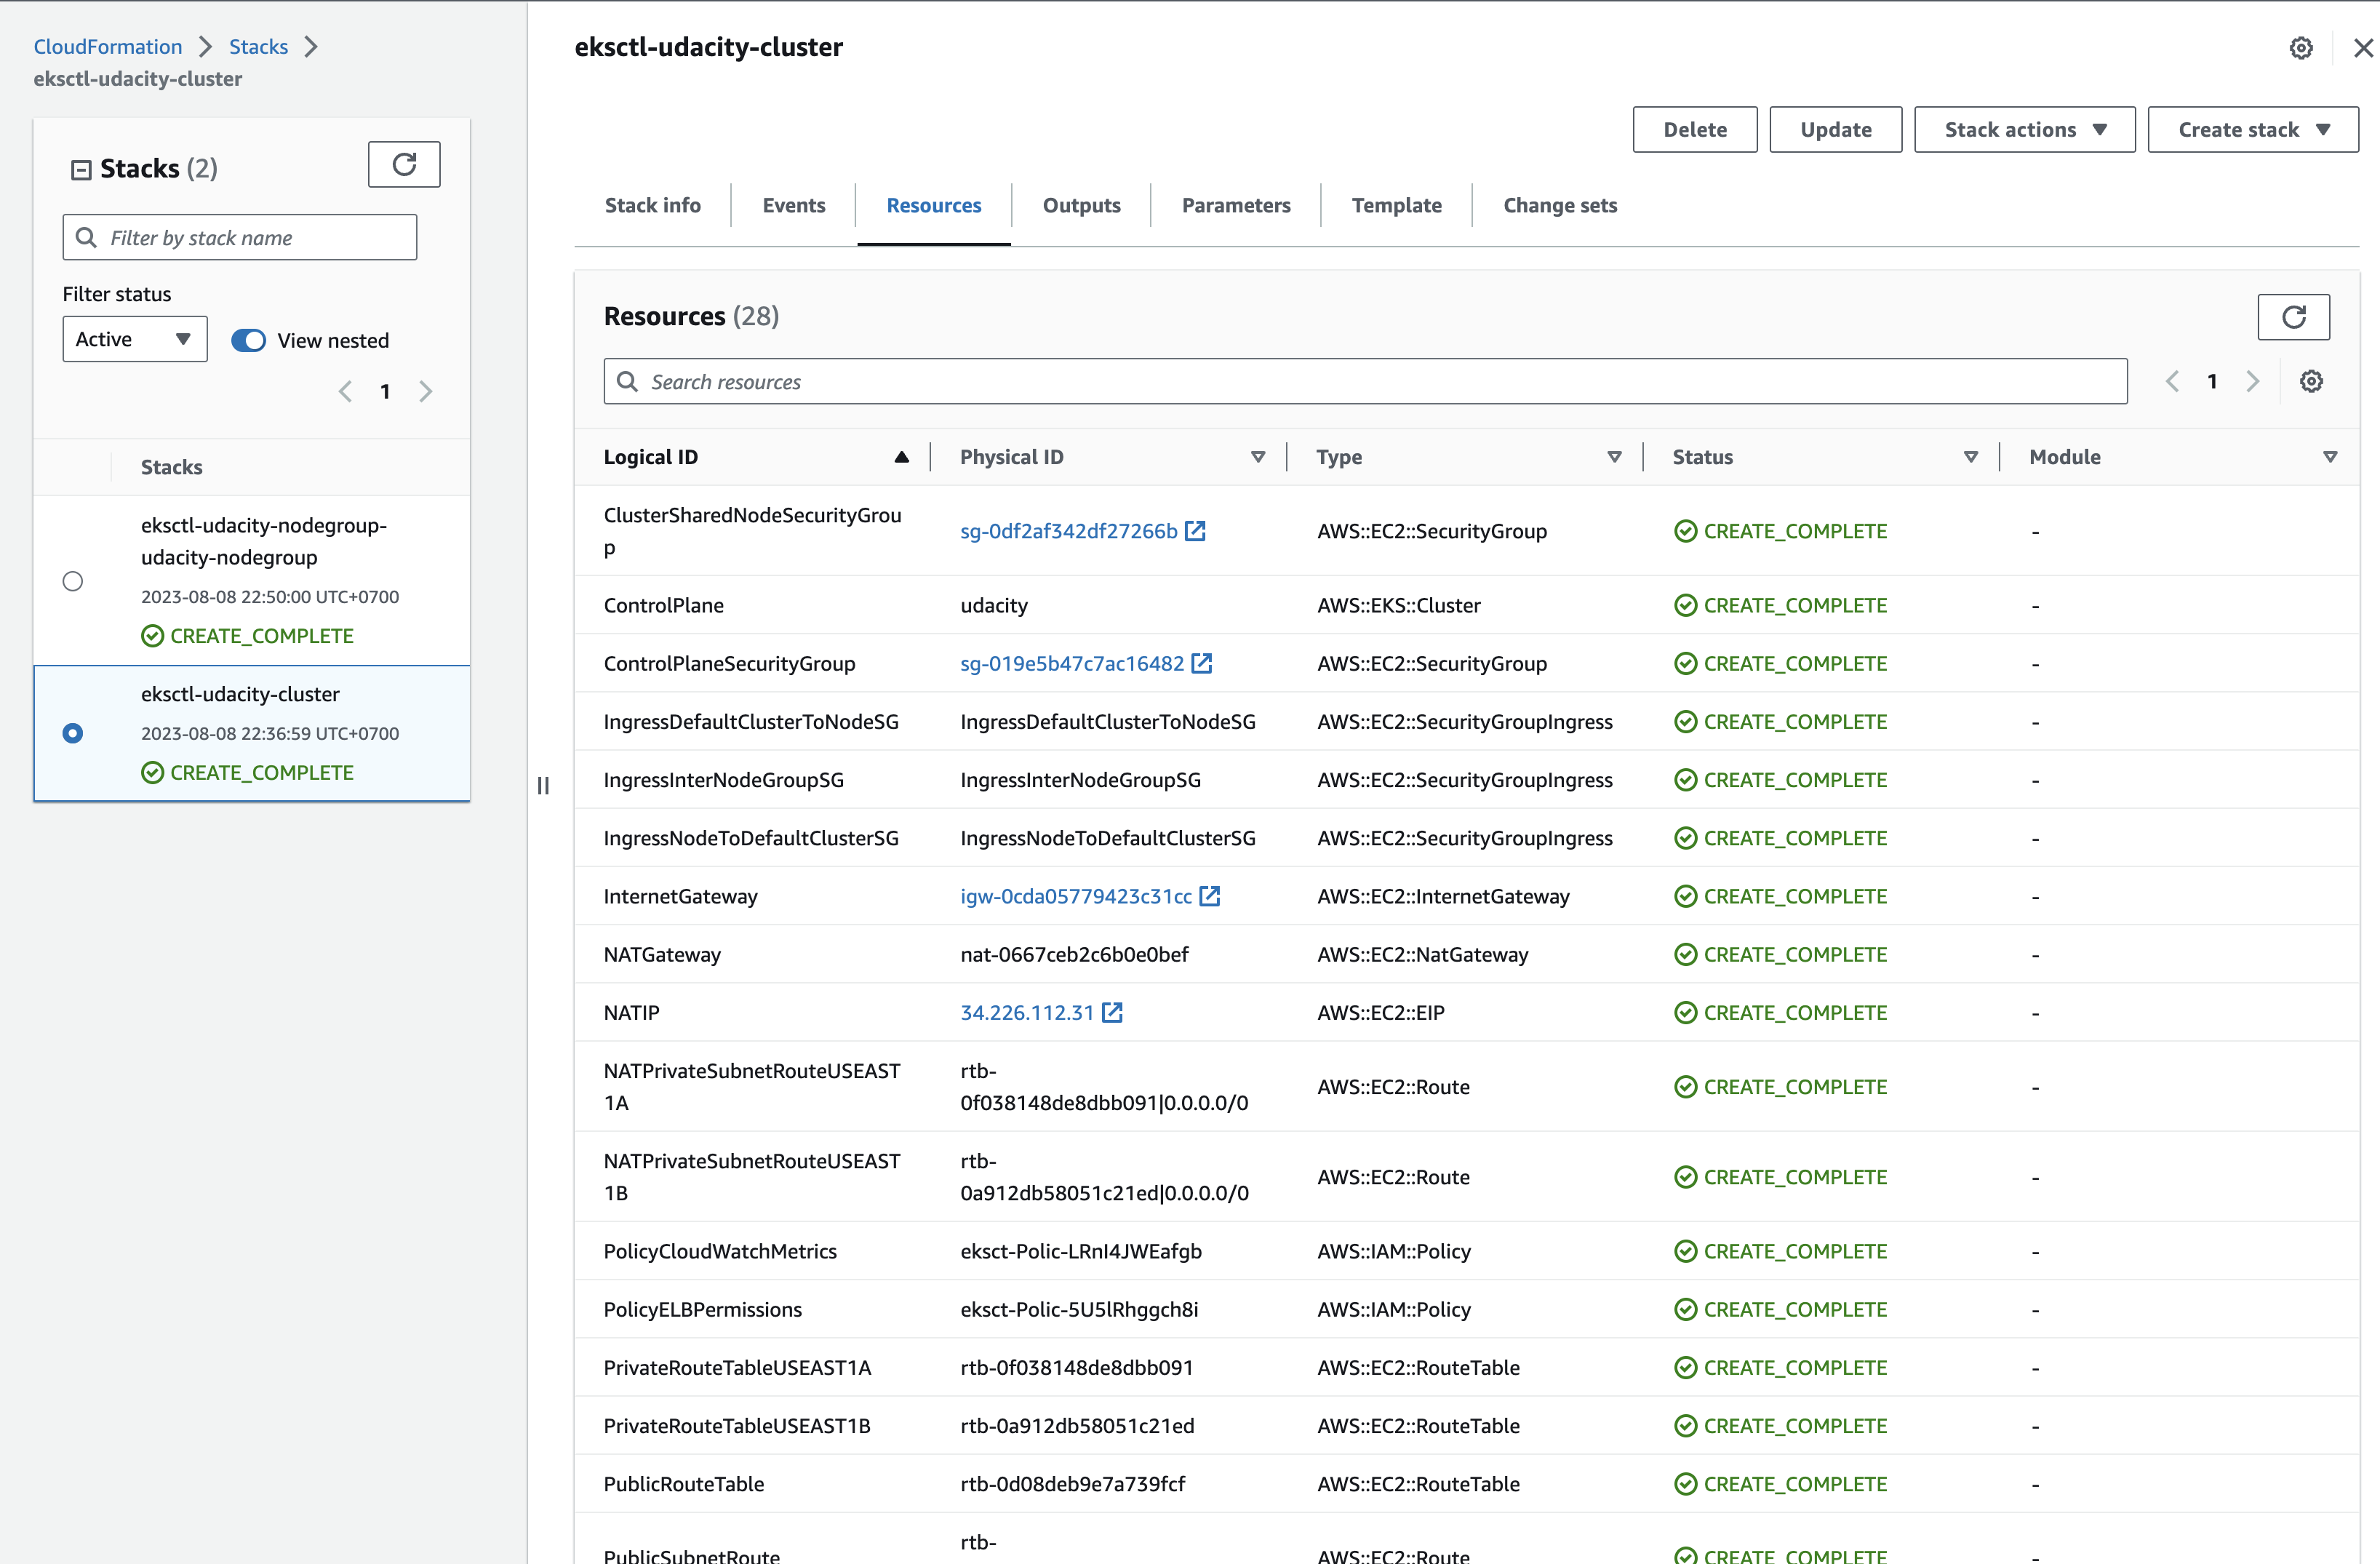 CloudFormation
Stacks
eksctl-udacity-cluster
Stacks (2)
Filter by stack name
Filter status
Active
View nested
1
Stacks
eksctl-udacity-nodegroup-
udacity-nodegroup
2023-08-08 22:50:00 UTC+0700
CREATE_COMPLETE
eksctl-udacity-cluster
2023-08-08 22:36:59 UTC+0700
CREATE_COMPLETE
eksctl-udacity-cluster
Delete Update Stack actions Create stack
Stack info Events Resources Outputs Parameters Template Change sets
Resources (28)
Search resources
1
Logical ID Physical ID Type Status Module
ClusterSharedNodeSecurityGrou
p
sg-0df2af342df27266b AWS::EC2::SecurityGroup CREATE_COMPLETE -
ControlPlane udacity AWS::EKS::Cluster CREATE_COMPLETE -
ControlPlaneSecurityGroup sg-019e5b47c7ac16482 AWS::EC2::SecurityGroup CREATE_COMPLETE -
IngressDefaultClusterToNodeSG IngressDefaultClusterToNodeSG AWS::EC2::SecurityGroupIngress CREATE_COMPLETE -
IngressInterNodeGroupSG IngressInterNodeGroupSG AWS::EC2::SecurityGroupIngress CREATE_COMPLETE -
IngressNodeToDefaultClusterSG IngressNodeToDefaultClusterSG AWS::EC2::SecurityGroupIngress CREATE_COMPLETE -
InternetGateway igw-0cda05779423c31cc AWS::EC2::InternetGateway CREATE_COMPLETE -
NATGateway nat-0667ceb2c6b0e0bef AWS::EC2::NatGateway CREATE_COMPLETE -
NATIP 34.226.112.31 AWS::EC2::EIP CREATE_COMPLETE -
NATPrivateSubnetRouteUSEAST
1A
rtb-
0f038148de8dbb091|0.0.0.0/0
AWS::EC2::Route CREATE_COMPLETE -
NATPrivateSubnetRouteUSEAST
1B
rtb-
0a912db58051c21ed|0.0.0.0/0
AWS::EC2::Route CREATE_COMPLETE -
PolicyCloudWatchMetrics eksct-Polic-LRnI4JWEafgb AWS::IAM::Policy CREATE_COMPLETE -
PolicyELBPermissions eksct-Polic-5U5lRhggch8i AWS::IAM::Policy CREATE_COMPLETE -
PrivateRouteTableUSEAST1A rtb-0f038148de8dbb091 AWS::EC2::RouteTable CREATE_COMPLETE -
PrivateRouteTableUSEAST1B rtb-0a912db58051c21ed AWS::EC2::RouteTable CREATE_COMPLETE -
PublicRouteTable rtb-0d08deb9e7a739fcf AWS::EC2::RouteTable CREATE_COMPLETE -
rtb-
PublicSubnetRoute AWS::EC2::Route CREATE_COMPLETE -